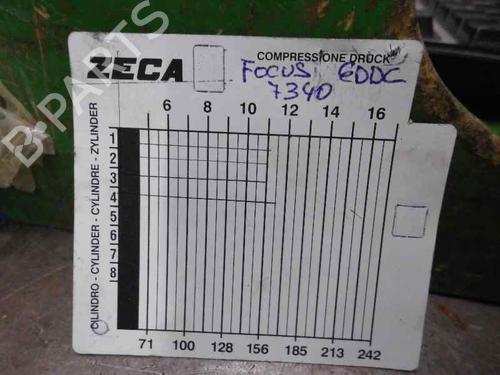 ZECA
COMPRESSIONE DRUCK
FOCUS EDDC
7340
6 8 10 12 14 16
CILINDRO - CYLINDER - CYLINDRE - ZYLINDER
1
2
3
4
5
6
7
8
71 100 128 156 185 213 242
B-PARTS